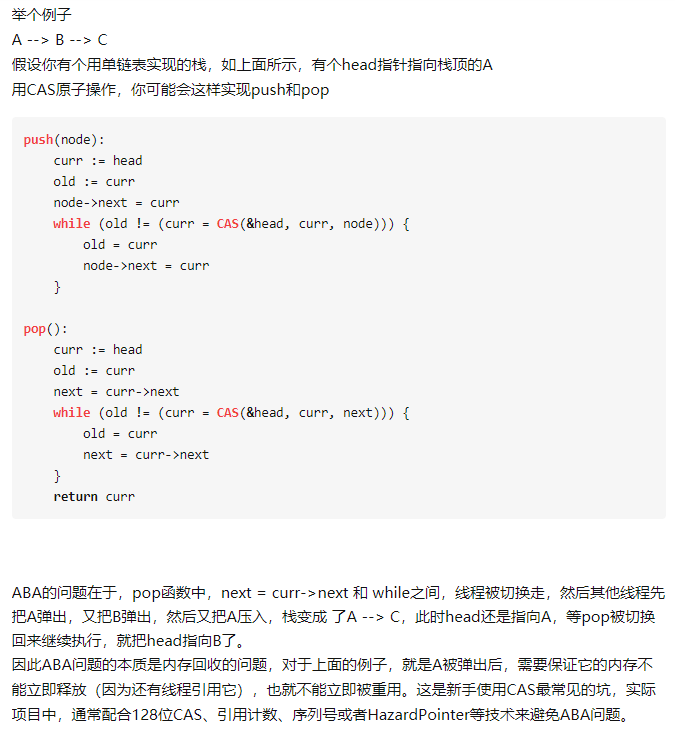 举个例子
A --> B --> C
假设你有个用单链表实现的栈，如上面所示，有个head指针指向栈顶的A
用CAS原子操作，你可能会这样实现push和pop
push(node):
    curr := head
    old := curr
    node->next = curr
    while (old != (curr = CAS(&head, curr, node))) {
        old = curr
        node->next = curr
    }
pop():
    curr := head
    old := curr
    next = curr->next
    while (old != (curr = CAS(&head, curr, next))) {
        old = curr
        next = curr->next
    }
    return curr
ABA的问题在于，pop函数中，next = curr->next 和 while之间，线程被切换走，然后其他线程先
把A弹出，又把B弹出，然后又把A压入，栈变成 了A --> C，此时head还是指向A，等pop被切换
回来继续执行，就把head指向B了。
因此ABA问题的本质是内存回收的问题，对于上面的例子，就是A被弹出后，需要保证它的内存不
能立即释放（因为还有线程引用它），也就不能立即被重用。这是新手使用CAS最常见的坑，实际
项目中，通常配合128位CAS、引用计数、序列号或者HazardPointer等技术来避免ABA问题。